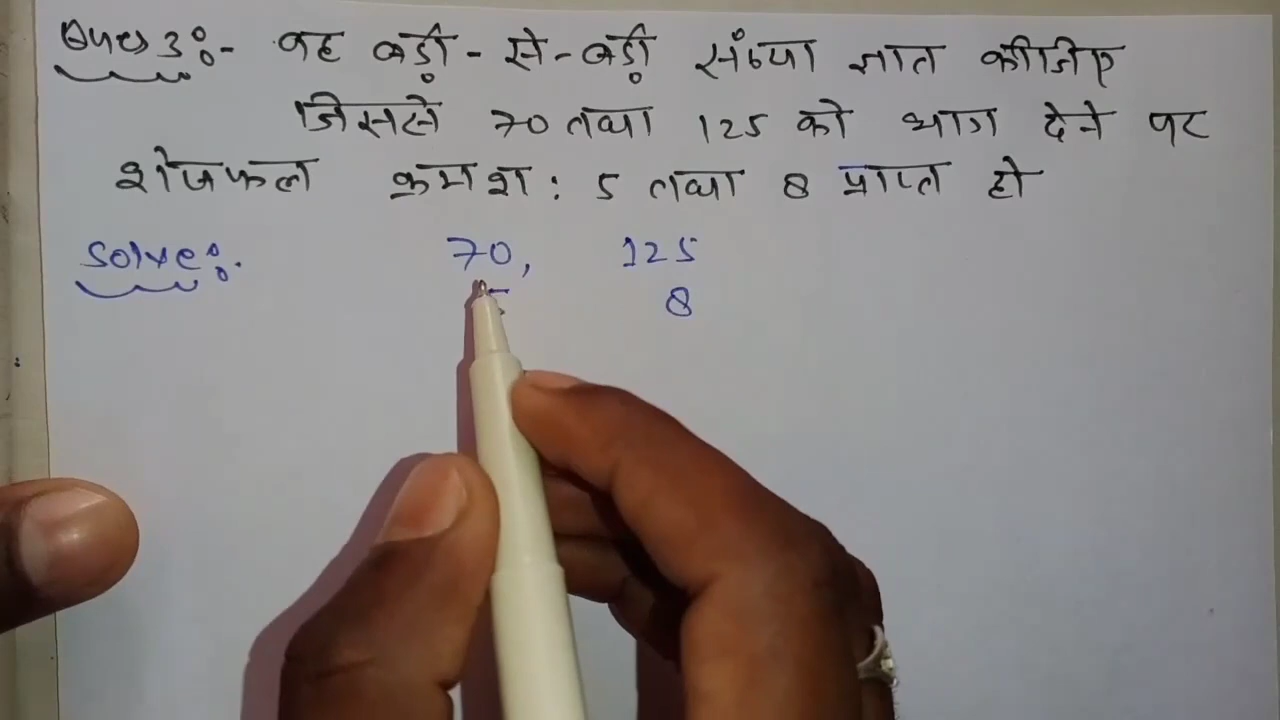 Ques 3:- वह बड़ी - से - बड़ी संख्या ज्ञात कीजिए
जिससे 70 तथा 125 को भाग देने पर
शेषफल क्रमश: 5 तथा 8 प्राप्त हो
Solve:.
70, 125
5 8